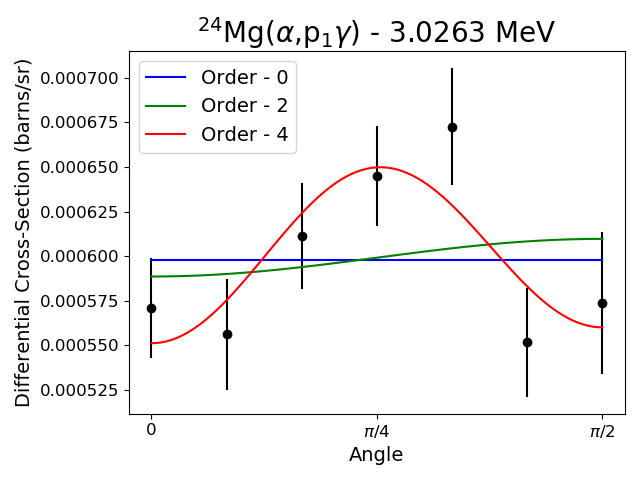 ²⁴Mg(α,p₁γ) - 3.0263 MeV
Order - 0
Order - 2
Order - 4
Differential Cross-Section (barns/sr)
0.000700
0.000675
0.000650
0.000625
0.000600
0.000575
0.000550
0.000525
0
π/4
π/2
Angle